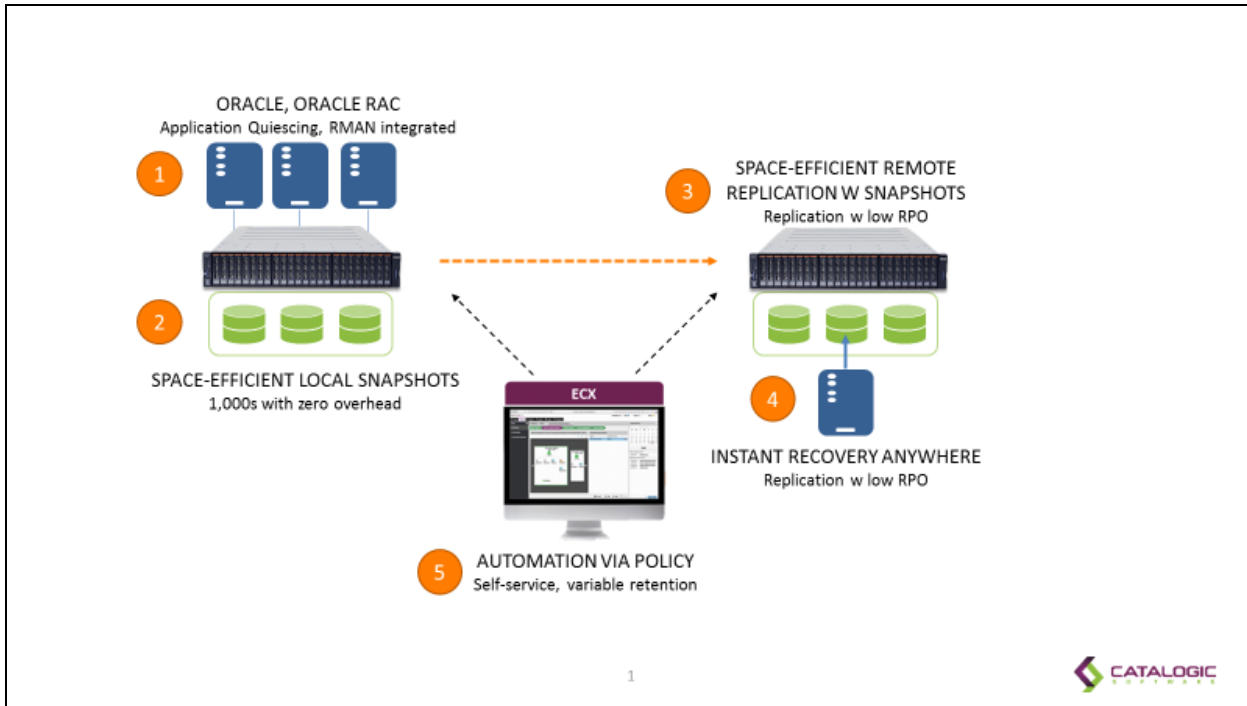 ORACLE, ORACLE RAC
Application Quiescing, RMAN integrated
1
2
SPACE-EFFICIENT LOCAL SNAPSHOTS
1,000s with zero overhead
3
SPACE-EFFICIENT REMOTE
REPLICATION W SNAPSHOTS
Replication w low RPO
4
INSTANT RECOVERY ANYWHERE
Replication w low RPO
ECX
5
AUTOMATION VIA POLICY
Self-service, variable retention
1
CATALOGIC
SOFTWARE